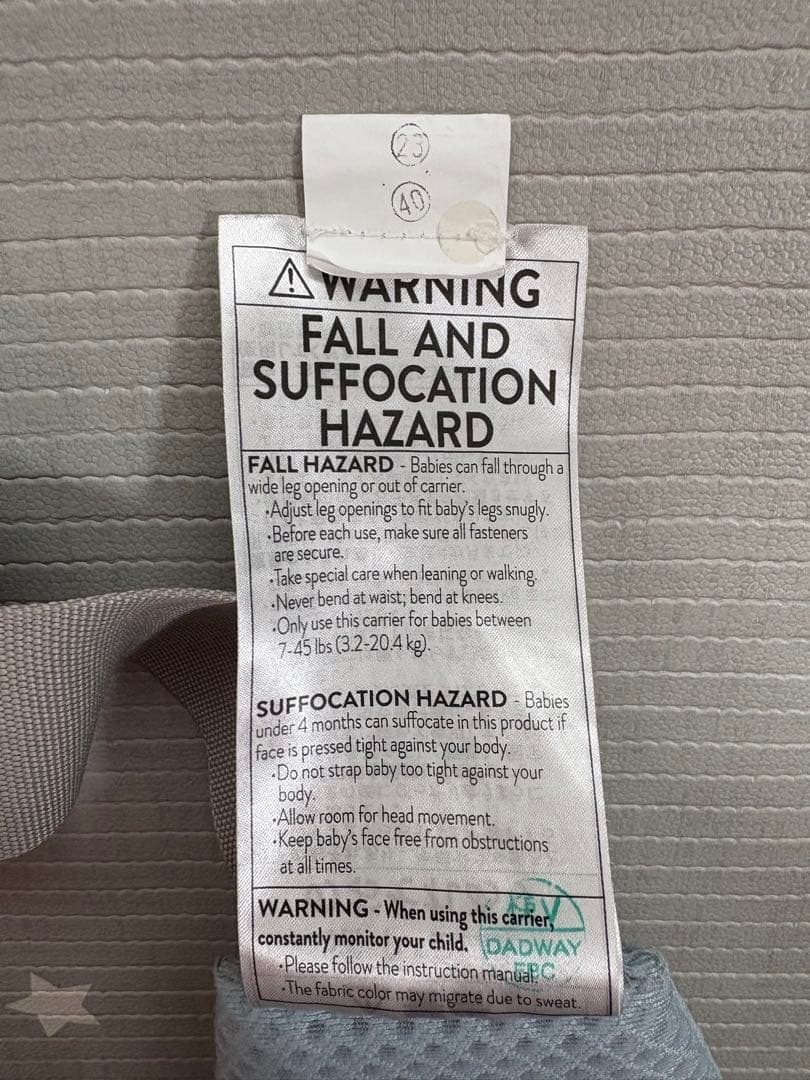 23
40
WARNING
FALL AND
SUFFOCATION
HAZARD
FALL HAZARD - Babies can fall through a
wide leg opening or out of carrier.
•Adjust leg openings to fit baby's legs snugly.
•Before each use, make sure all fasteners
are secure.
•Take special care when leaning or walking.
•Never bend at waist; bend at knees.
•Only use this carrier for babies between
7-45 lbs (3.2-20.4 kg).
SUFFOCATION HAZARD - Babies
under 4 months can suffocate in this product if
face is pressed tight against your body.
•Do not strap baby too tight against your
body.
•Allow room for head movement.
•Keep baby's face free from obstructions
at all times.
WARNING - When using this carrier,
constantly monitor your child.
DADWAY
•Please follow the instruction manual.
•The fabric color may migrate due to sweat.